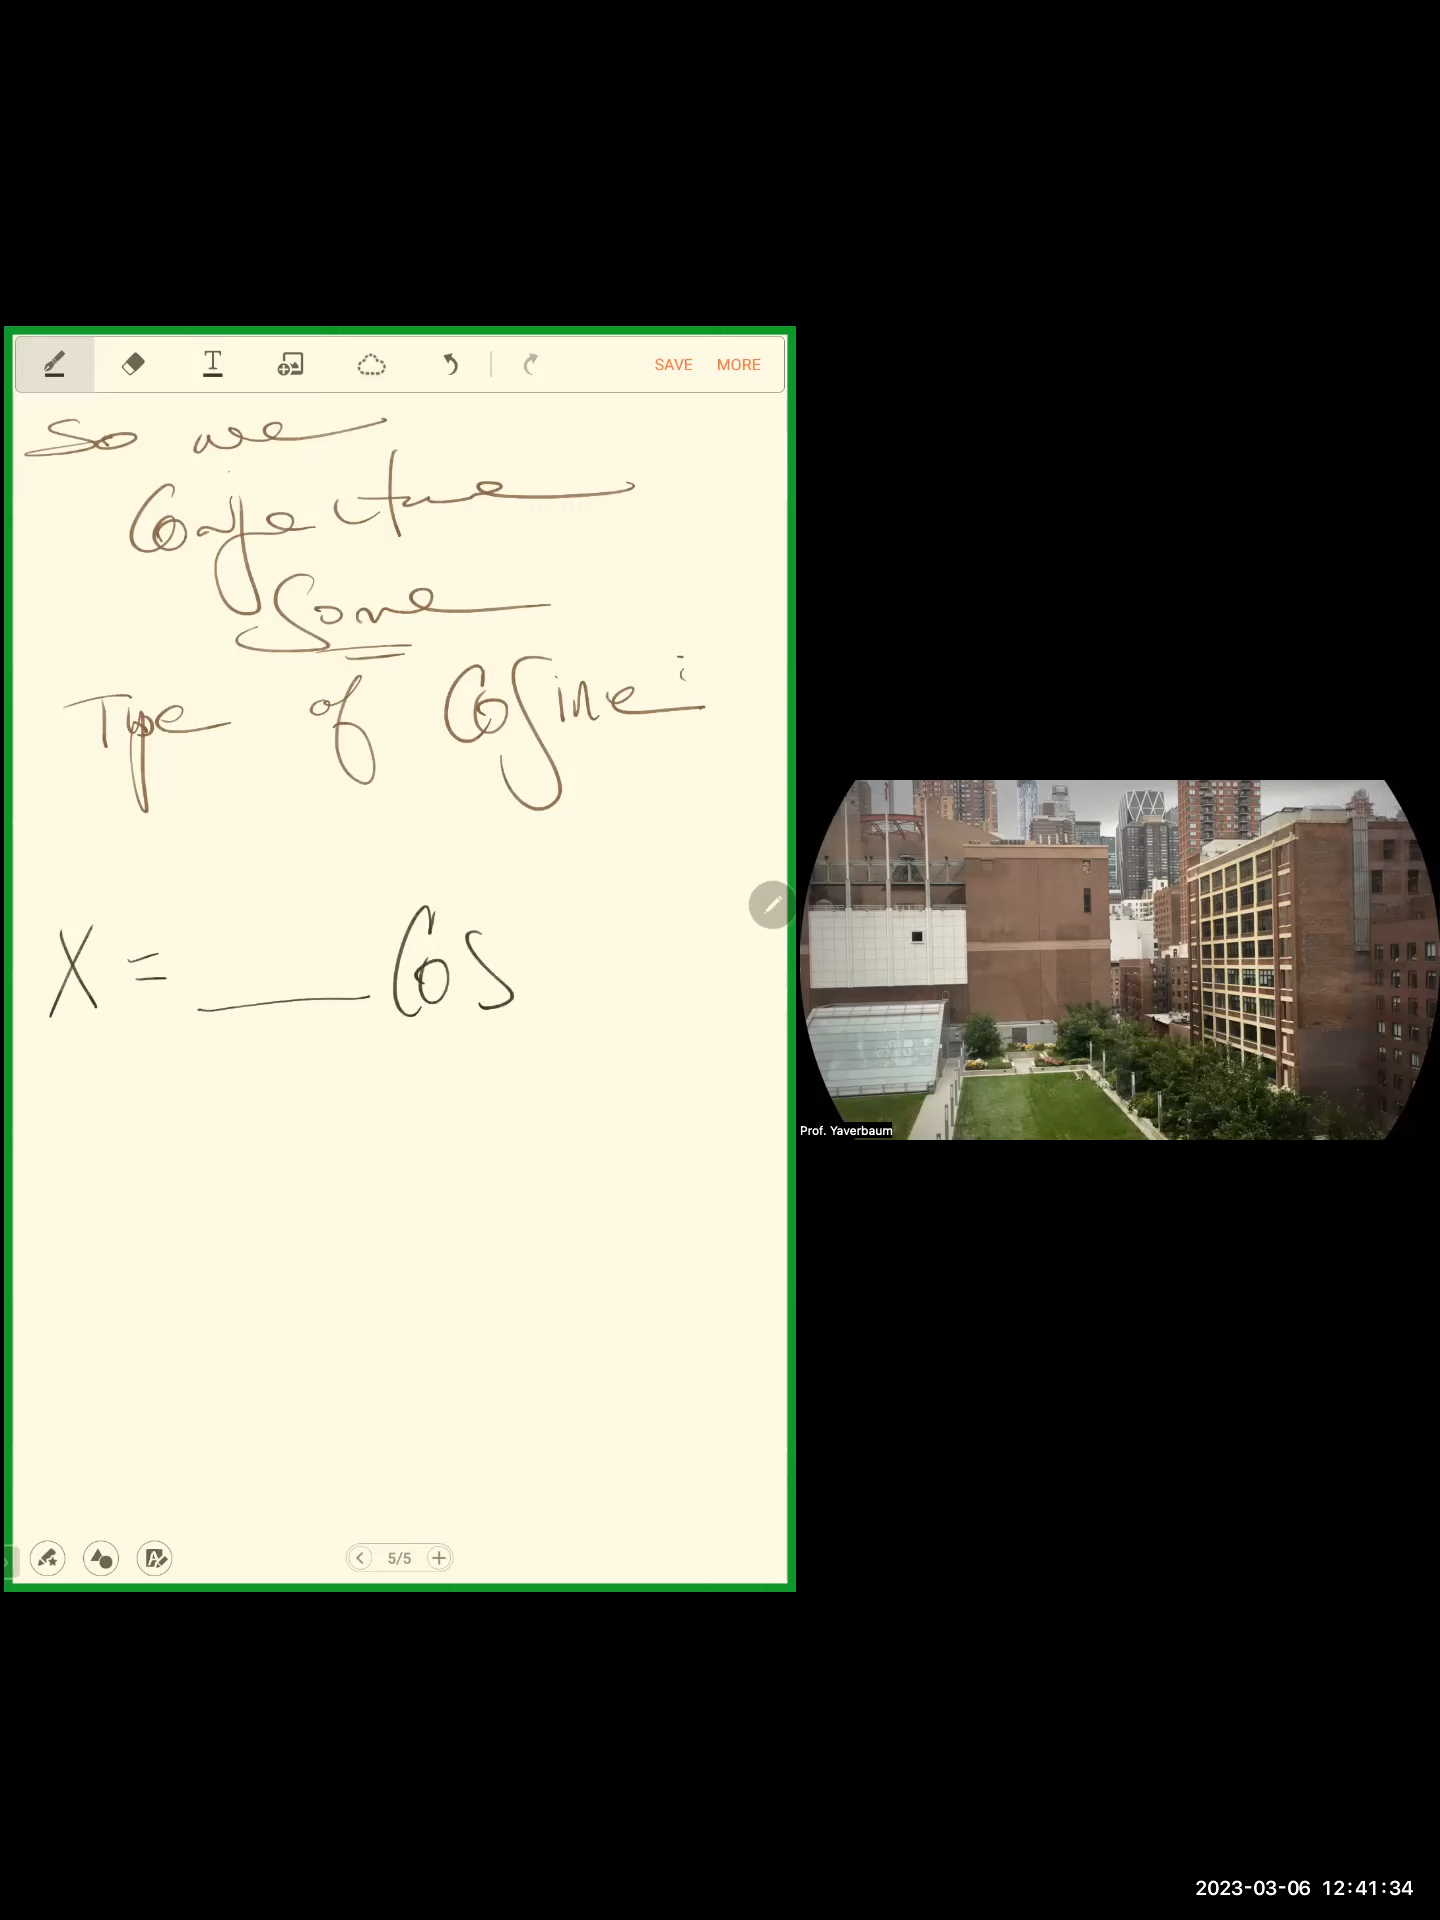 T
SAVE MORE
So we
Conjecture
Some
Type of Cosine:
X = ____ Cos
Prof. Yaverbaum
A
5/5
2023-03-06 12:41:34